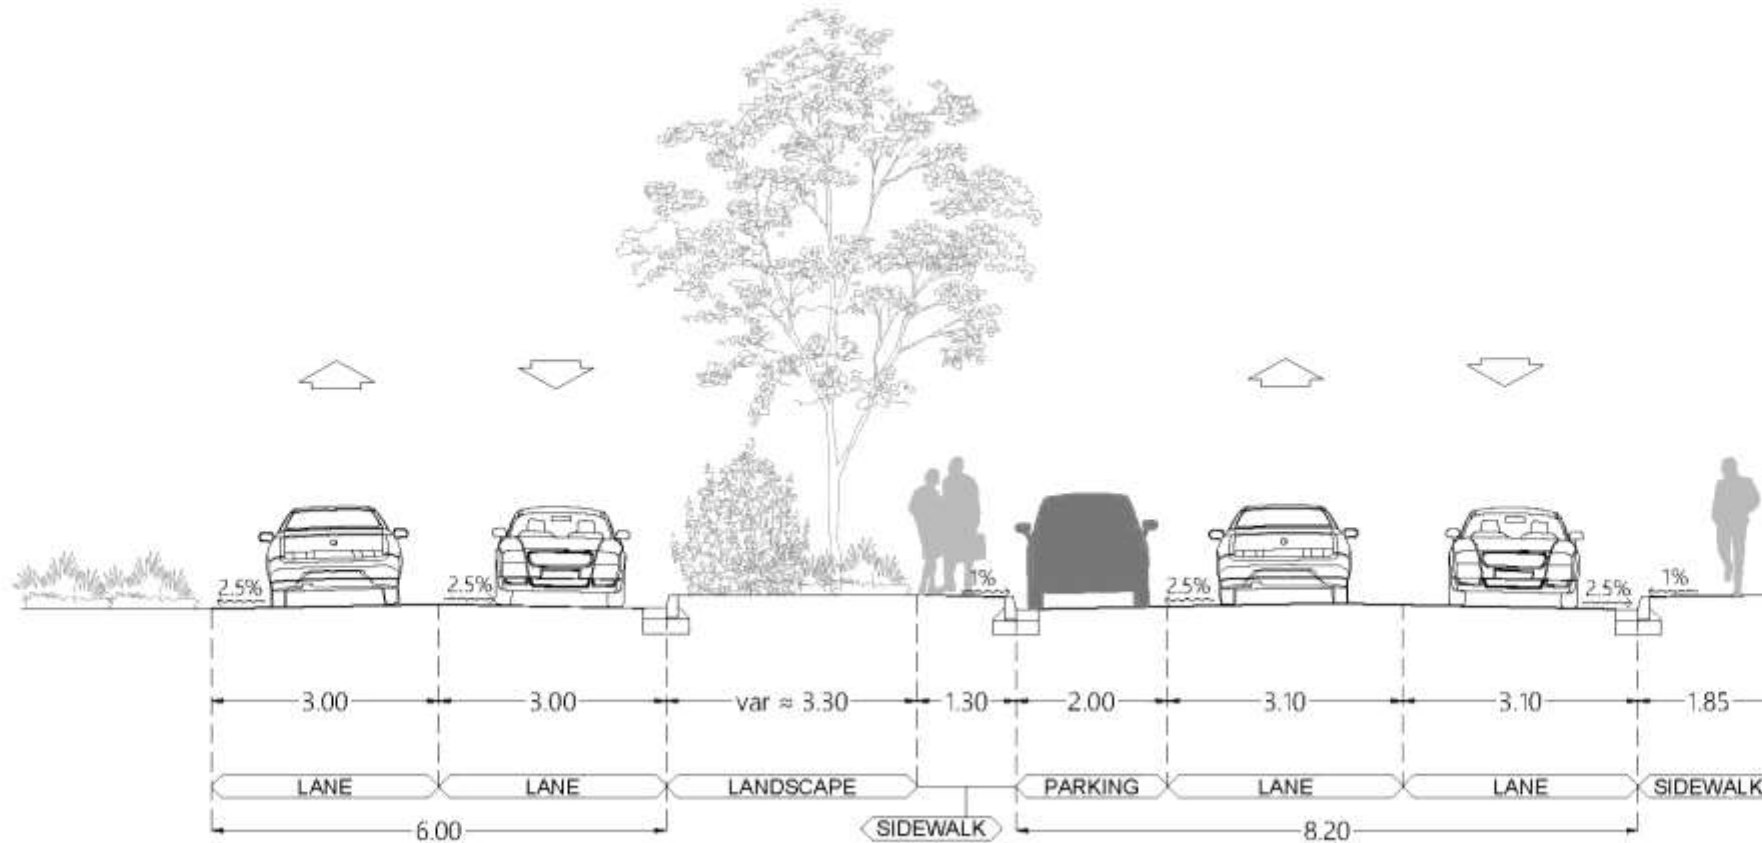 2.5%
2.5%
1%
2.5%
2.5%
1%
3.00
3.00
var ≈ 3.30
1.30
2.00
3.10
3.10
1.85
LANE
LANE
LANDSCAPE
PARKING
LANE
LANE
SIDEWALK
6.00
SIDEWALK
8.20